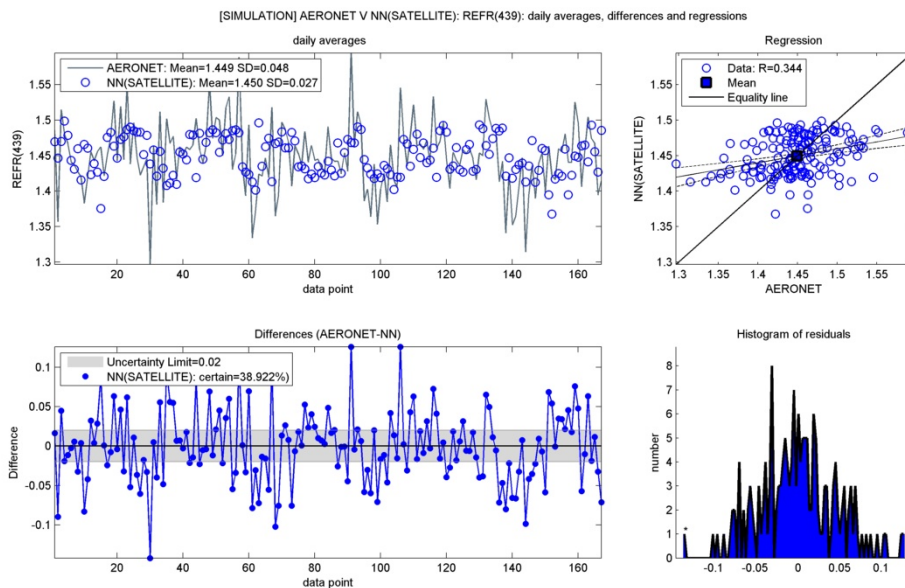 [SIMULATION] AERONET V NN(SATELLITE): REFR(439): daily averages, differences and regressions
daily averages
AERONET: Mean=1.449 SD=0.048
NN(SATELLITE): Mean=1.450 SD=0.027
REFR(439)
1.55
1.5
1.45
1.4
1.35
1.3
20 40 60 80 100 120 140 160
data point
Regression
Data: R=0.344
Mean
Equality line
NN(SATELLITE)
1.55
1.5
1.45
1.4
1.35
1.3
1.3 1.35 1.4 1.45 1.5 1.55
AERONET
Differences (AERONET-NN)
Uncertainty Limit=0.02
NN(SATELLITE): certain=38.922%)
Difference
0.1
0.05
0
-0.05
-0.1
20 40 60 80 100 120 140 160
data point
Histogram of residuals
number
8
7
6
5
4
3
2
1
0
*
-0.1 -0.05 0 0.05 0.1